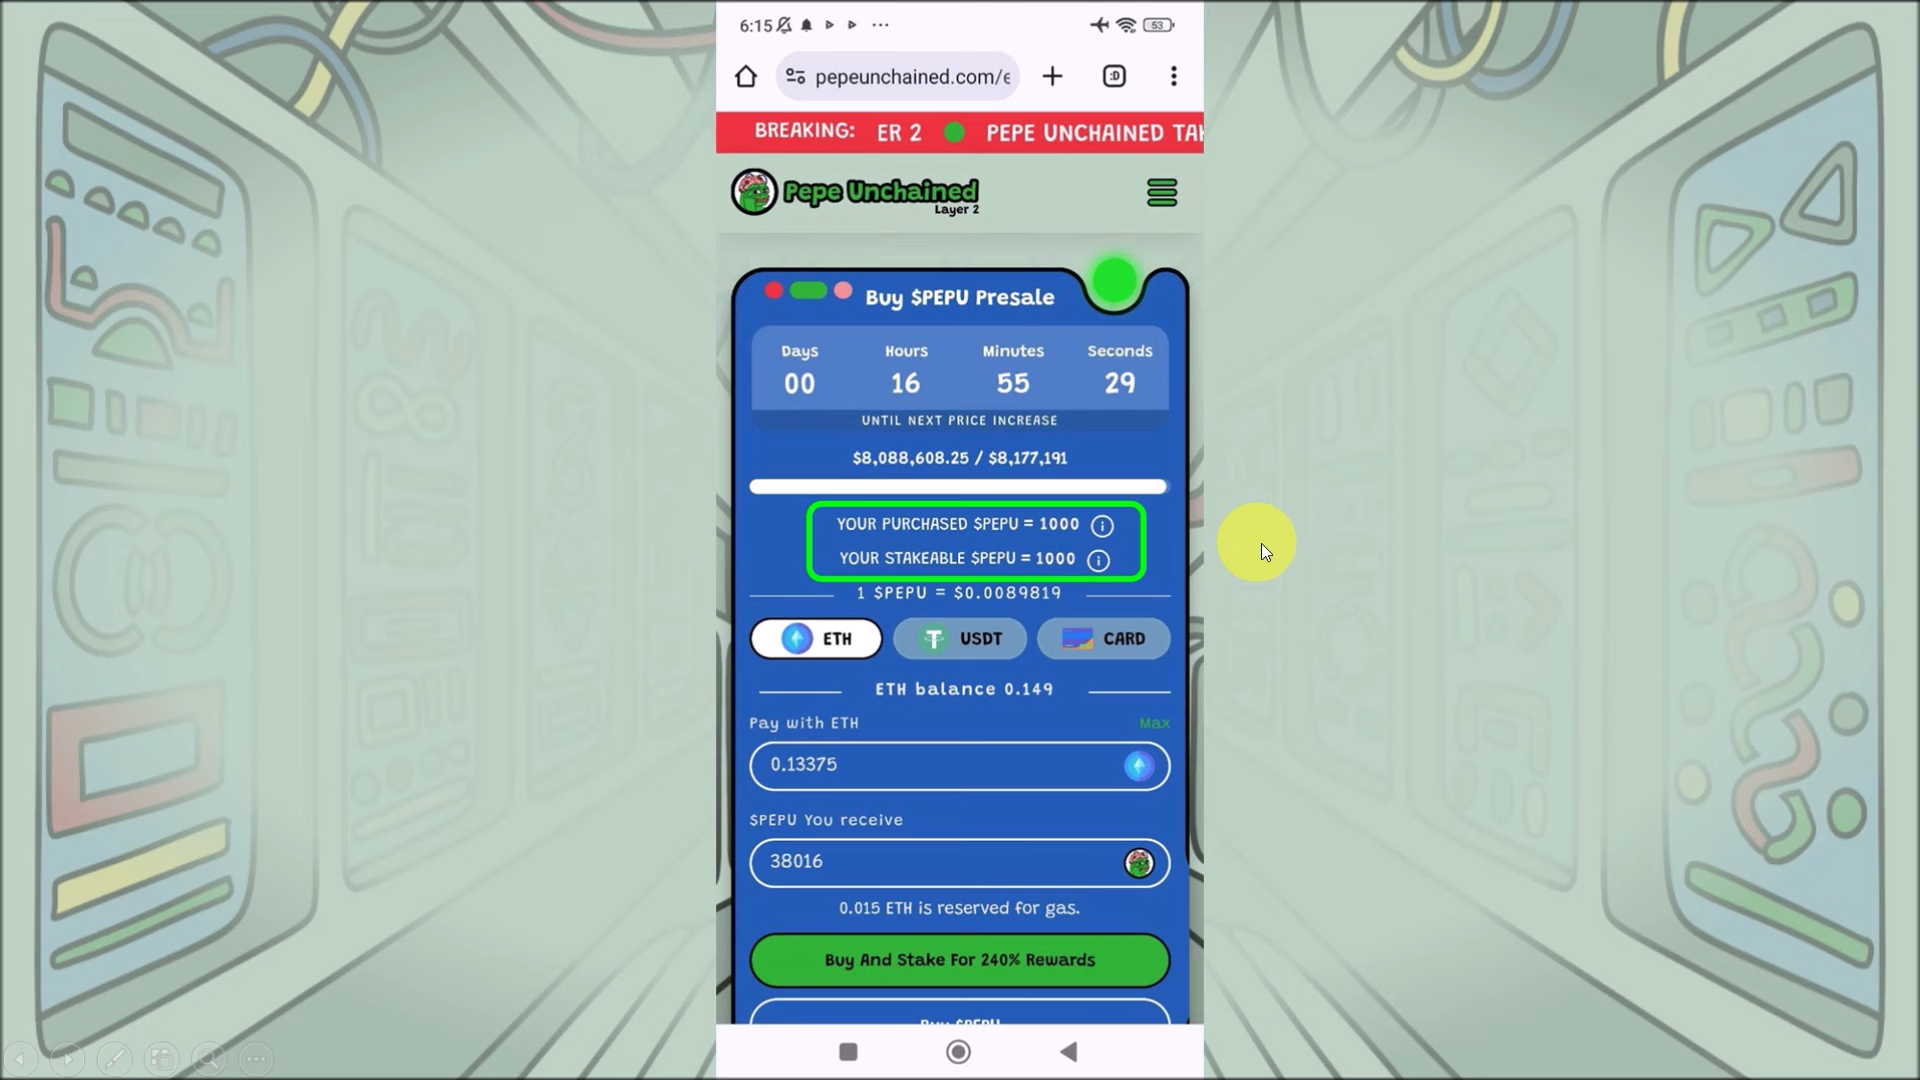 6:15
53
pepeunchained.com/e
:D
BREAKING: ER 2 PEPE UNCHAINED TAK
Pepe Unchained
Layer 2
Buy $PEPU Presale
Days Hours Minutes Seconds
00 16 55 29
UNTIL NEXT PRICE INCREASE
$8,088,608.25 / $8,177,191
YOUR PURCHASED $PEPU = 1000
YOUR STAKEABLE $PEPU = 1000
1 $PEPU = $0.0089819
ETH USDT CARD
ETH balance 0.149
Pay with ETH Max
0.13375
$PEPU You receive
38016
0.015 ETH is reserved for gas.
Buy And Stake For 240% Rewards
Buy $PEPU